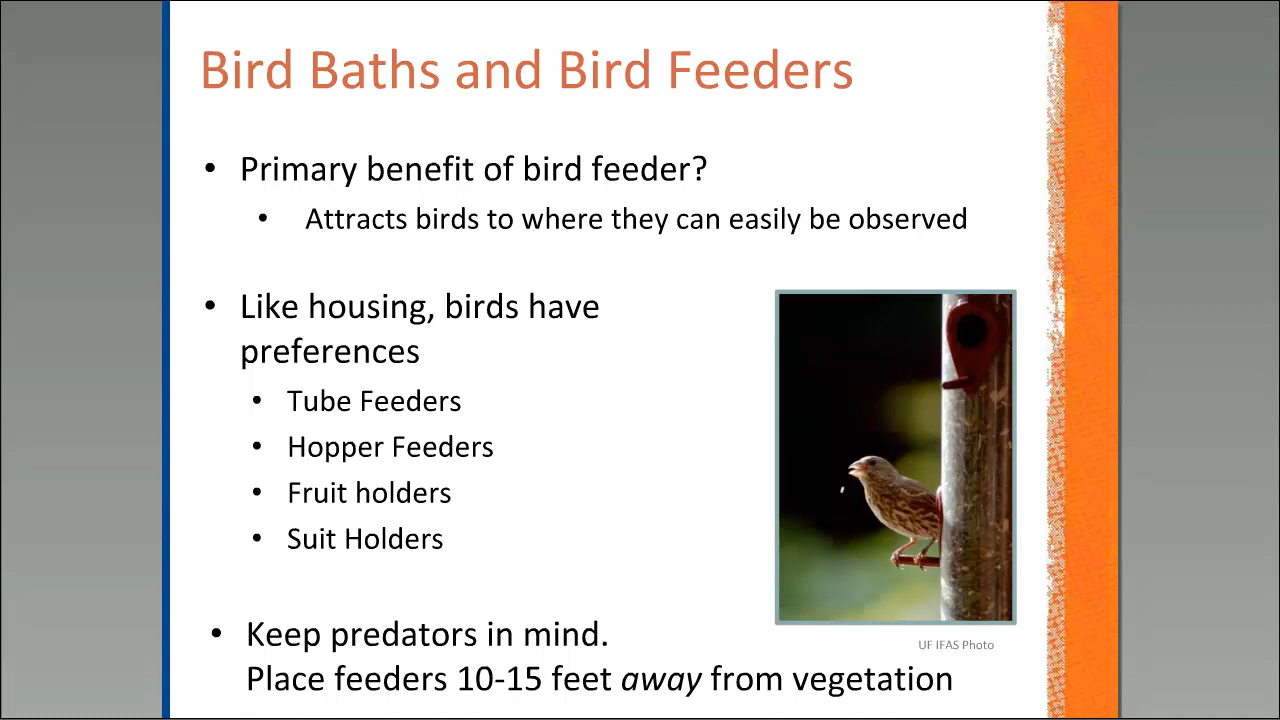 Bird Baths and Bird Feeders
• Primary benefit of bird feeder?
• Attracts birds to where they can easily be observed
• Like housing, birds have
preferences
• Tube Feeders
• Hopper Feeders
• Fruit holders
• Suit Holders
• Keep predators in mind.
Place feeders 10-15 feet away from vegetation
UF IFAS Photo